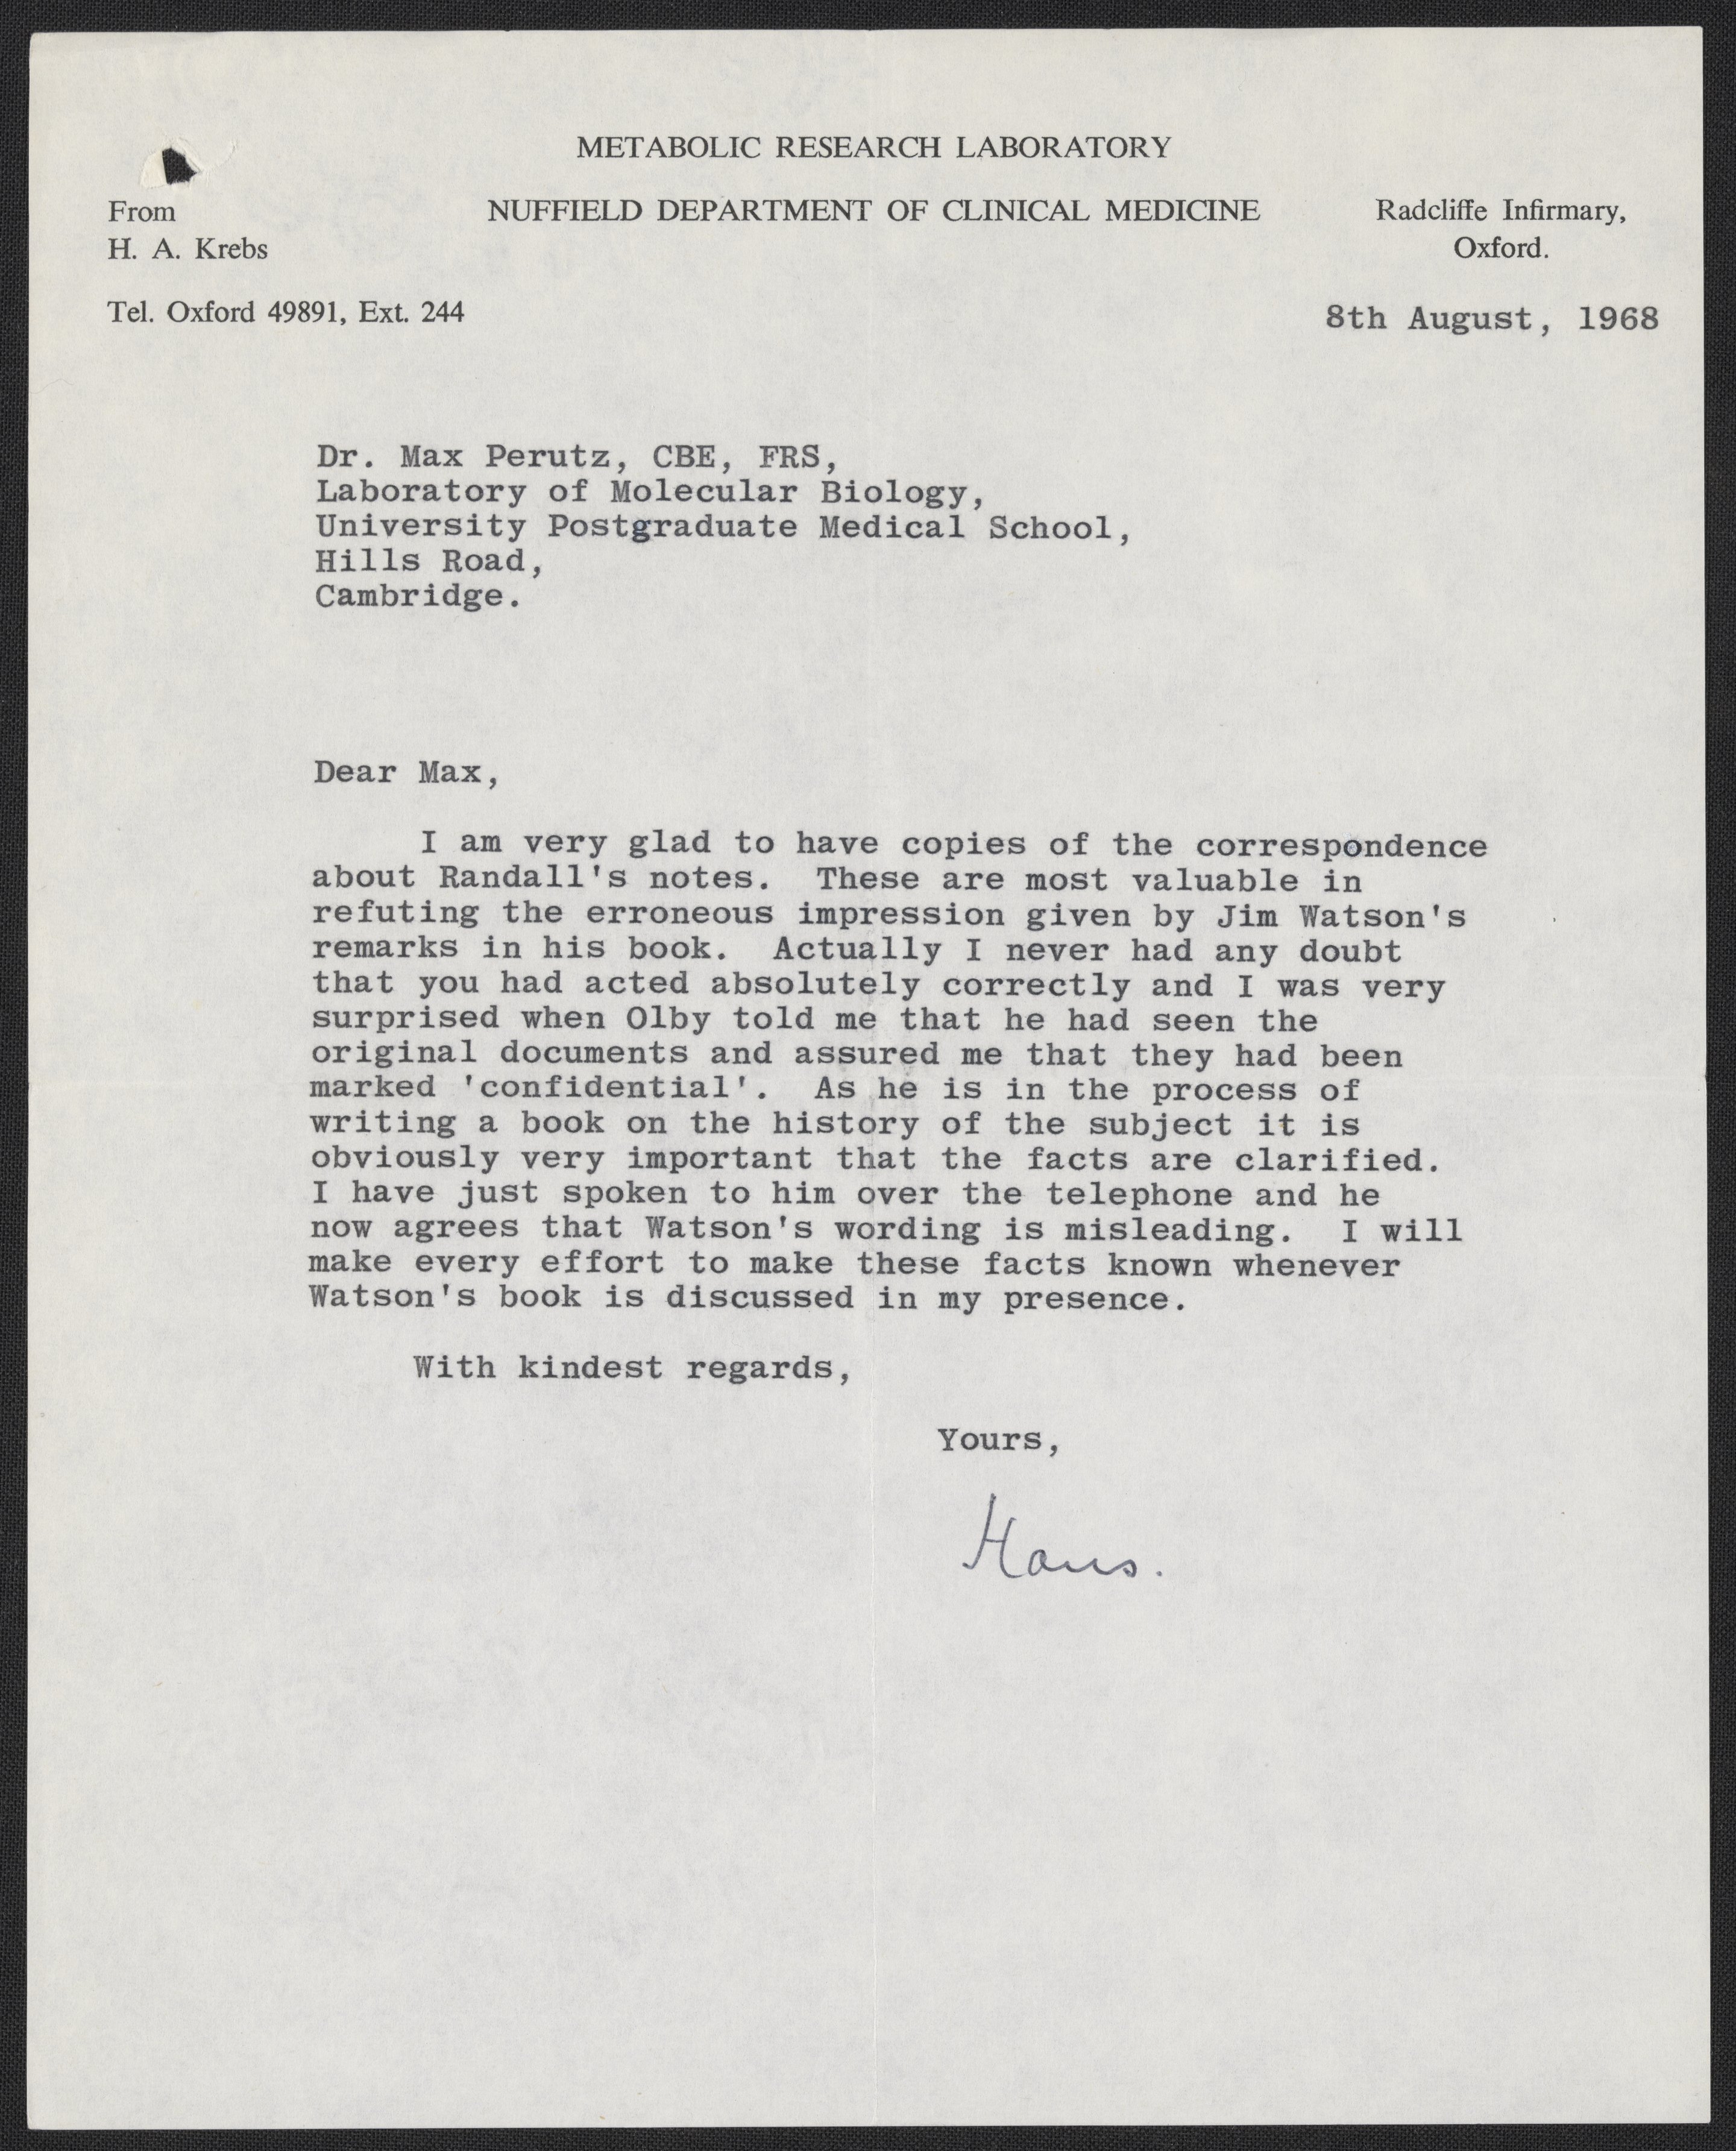 METABOLIC RESEARCH LABORATORY
From
H. A. Krebs
NUFFIELD DEPARTMENT OF CLINICAL MEDICINE
Radcliffe Infirmary,
Oxford.
Tel. Oxford 49891, Ext. 244
8th August, 1968
Dr. Max Perutz, CBE, FRS,
Laboratory of Molecular Biology,
University Postgraduate Medical School,
Hills Road,
Cambridge.
Dear Max,
I am very glad to have copies of the correspondence
about Randall's notes. These are most valuable in
refuting the erroneous impression given by Jim Watson's
remarks in his book. Actually I never had any doubt
that you had acted absolutely correctly and I was very
surprised when Olby told me that he had seen the
original documents and assured me that they had been
marked 'confidential'. As he is in the process of
writing a book on the history of the subject it is
obviously very important that the facts are clarified.
I have just spoken to him over the telephone and he
now agrees that Watson's wording is misleading. I will
make every effort to make these facts known whenever
Watson's book is discussed in my presence.
With kindest regards,
Yours,
Hans.